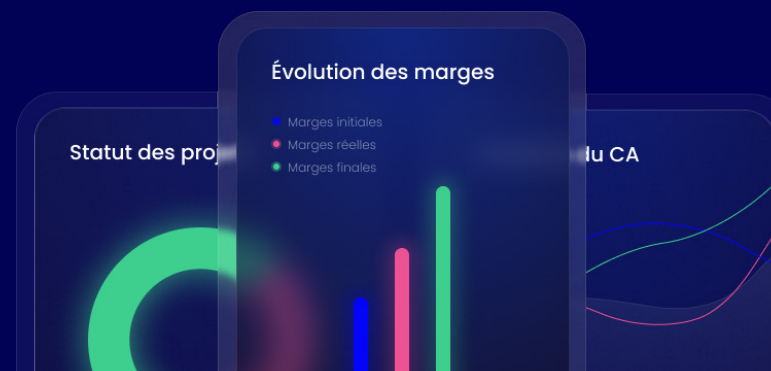 Évolution des marges
Marges initiales
Marges réelles
Marges finales
Statut des proj
du CA